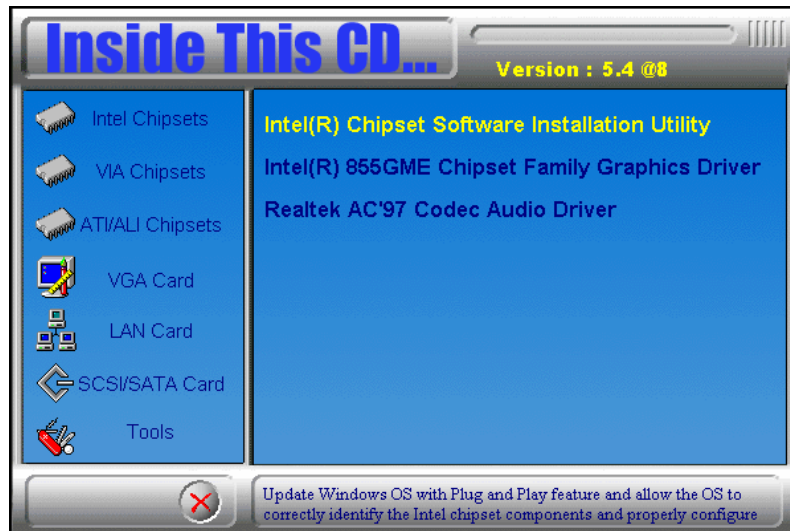 Inside This CD...
Version : 5.4 @8
Intel Chipsets
VIA Chipsets
ATI/ALI Chipsets
VGA Card
LAN Card
SCSI/SATA Card
Tools
Intel(R) Chipset Software Installation Utility
Intel(R) 855GME Chipset Family Graphics Driver
Realtek AC'97 Codec Audio Driver
Update Windows OS with Plug and Play feature and allow the OS to
correctly identify the Intel chipset components and properly configure